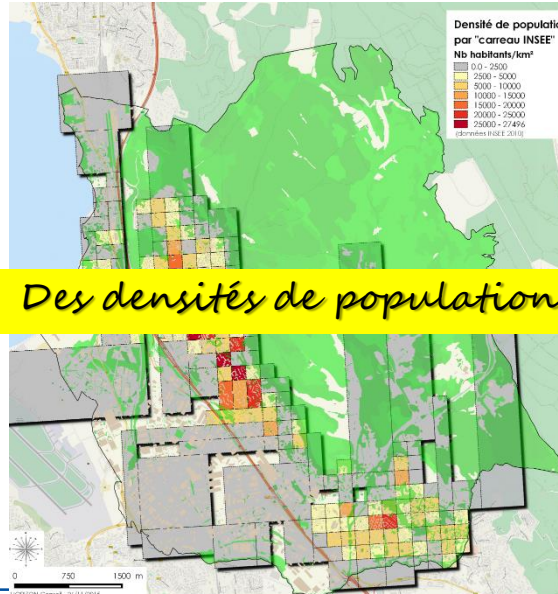 Densité de populatio
par "carreau INSEE"
Nb habitants/km²
0.0 - 2500
2500 - 5000
5000 - 10000
10000 - 15000
15000 - 20000
20000 - 25000
25000 - 27496
(données INSEE 2010)
Des densités de population
0 750 1500 m